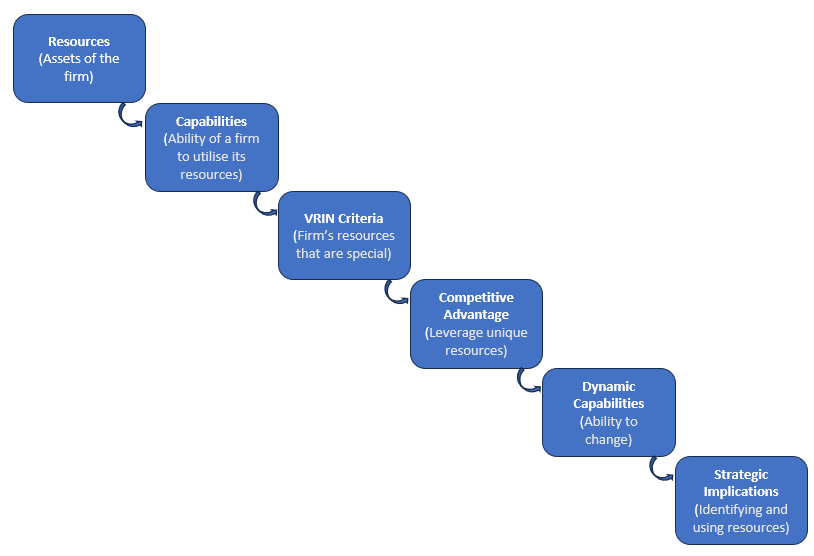 Resources
(Assets of the
firm)
Capabilities
(Ability of a firm
to utilise its
resources)
VRIN Criteria
(Firm's resources
that are special)
Competitive
Advantage
(Leverage unique
resources)
Dynamic
Capabilities
(Ability to
change)
Strategic
Implications
(Identifying and
using resources)